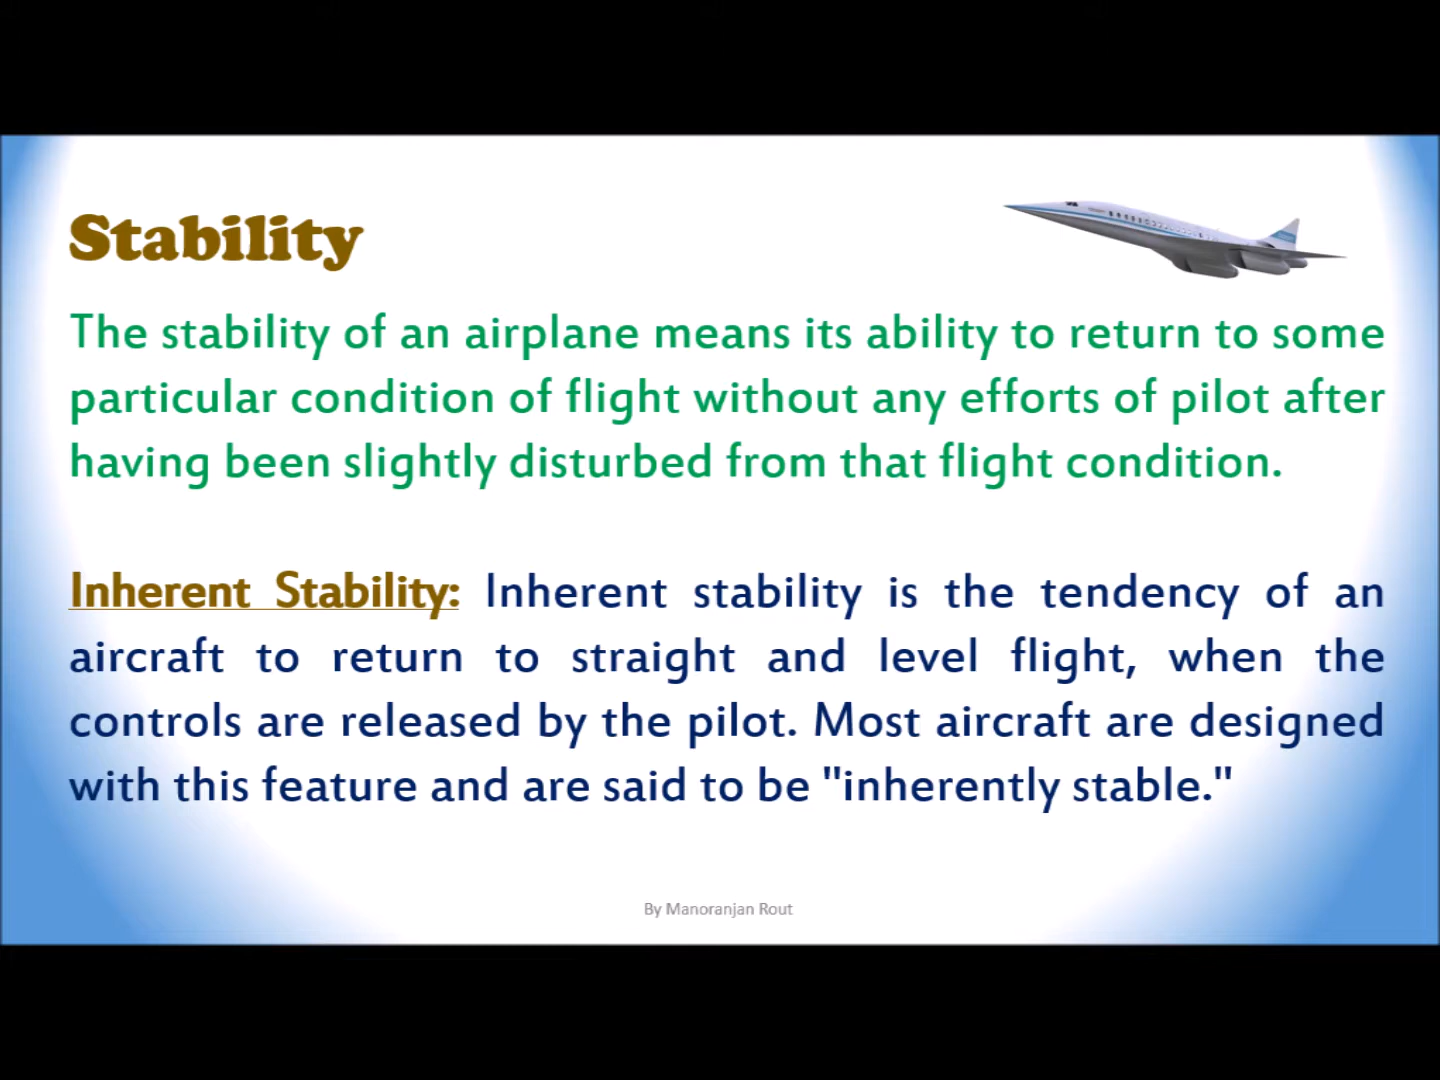 Stability
The stability of an airplane means its ability to return to some
particular condition of flight without any efforts of pilot after
having been slightly disturbed from that flight condition.
Inherent Stability: Inherent stability is the tendency of an
aircraft to return to straight and level flight, when the
controls are released by the pilot. Most aircraft are designed
with this feature and are said to be "inherently stable."
By Manoranjan Rout